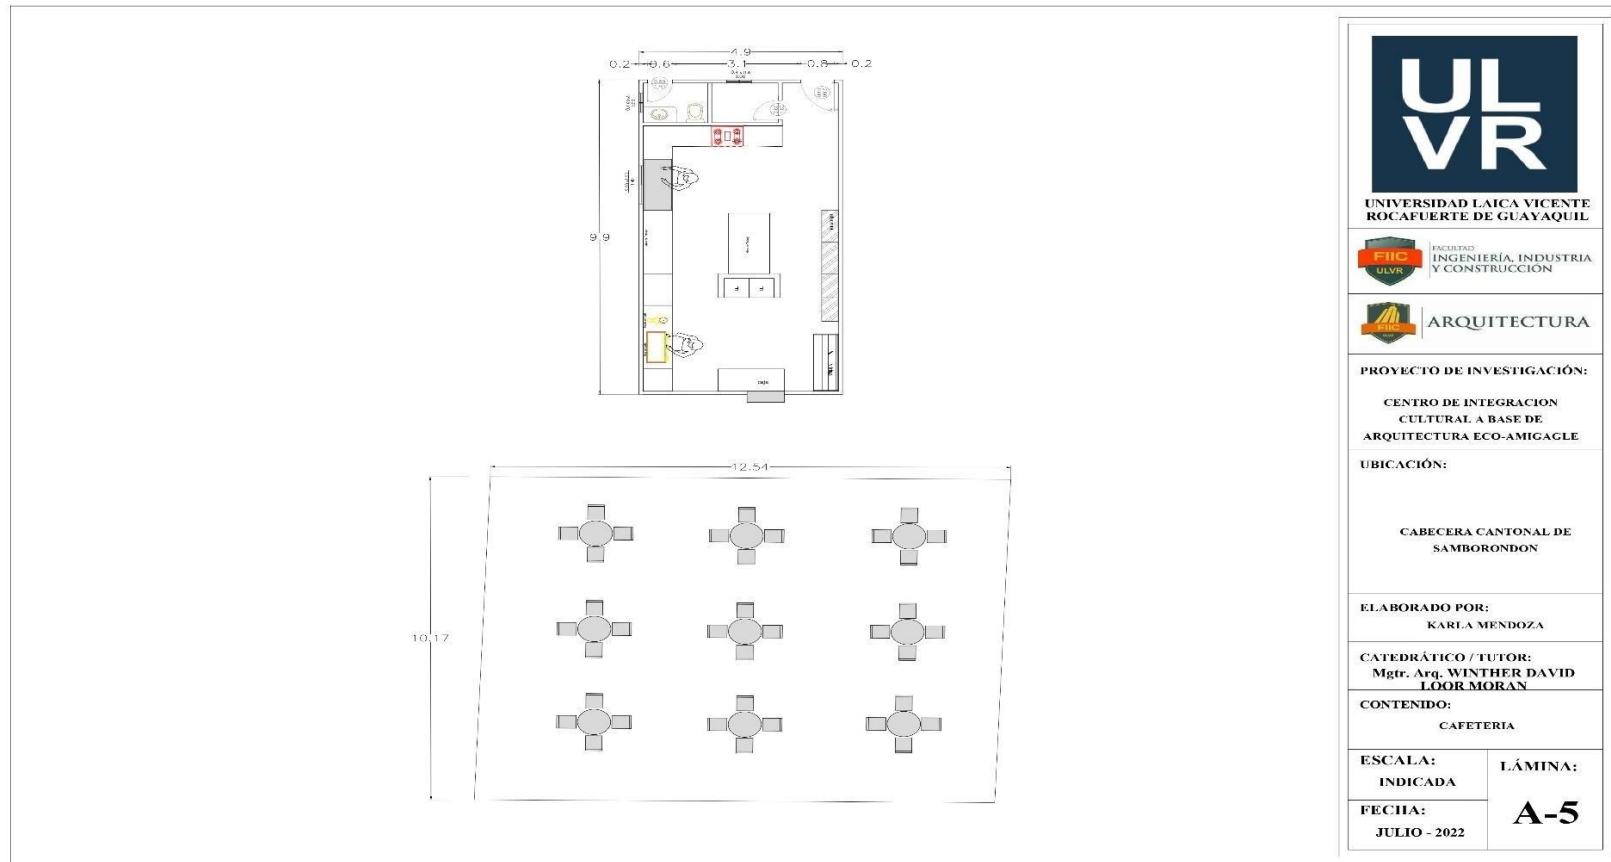 4.9
0.2
0.6
3.1
0.8
0.2
9.9
12.54
10.17
UL
VR
UNIVERSIDAD LAICA VICENTE
ROCAFUERTE DE GUAYAQUIL
FIIC
ULVR
FACULTAD
INGENIERÍA, INDUSTRIA
Y CONSTRUCCIÓN
FIIC
ARQUITECTURA
PROYECTO DE INVESTIGACIÓN:
CENTRO DE INTEGRACION
CULTURAL A BASE DE
ARQUITECTURA ECO-AMIGAGLE
UBICACIÓN:
CABECERA CANTONAL DE
SAMBORONDON
ELABORADO POR:
KARLA MENDOZA
CATEDRÁTICO / TUTOR:
Mgtr. Arq. WINTHER DAVID
LOOR MORAN
CONTENIDO:
CAFETERIA
ESCALA:
INDICADA
LÁMINA:
A-5
FECHA:
JULIO - 2022